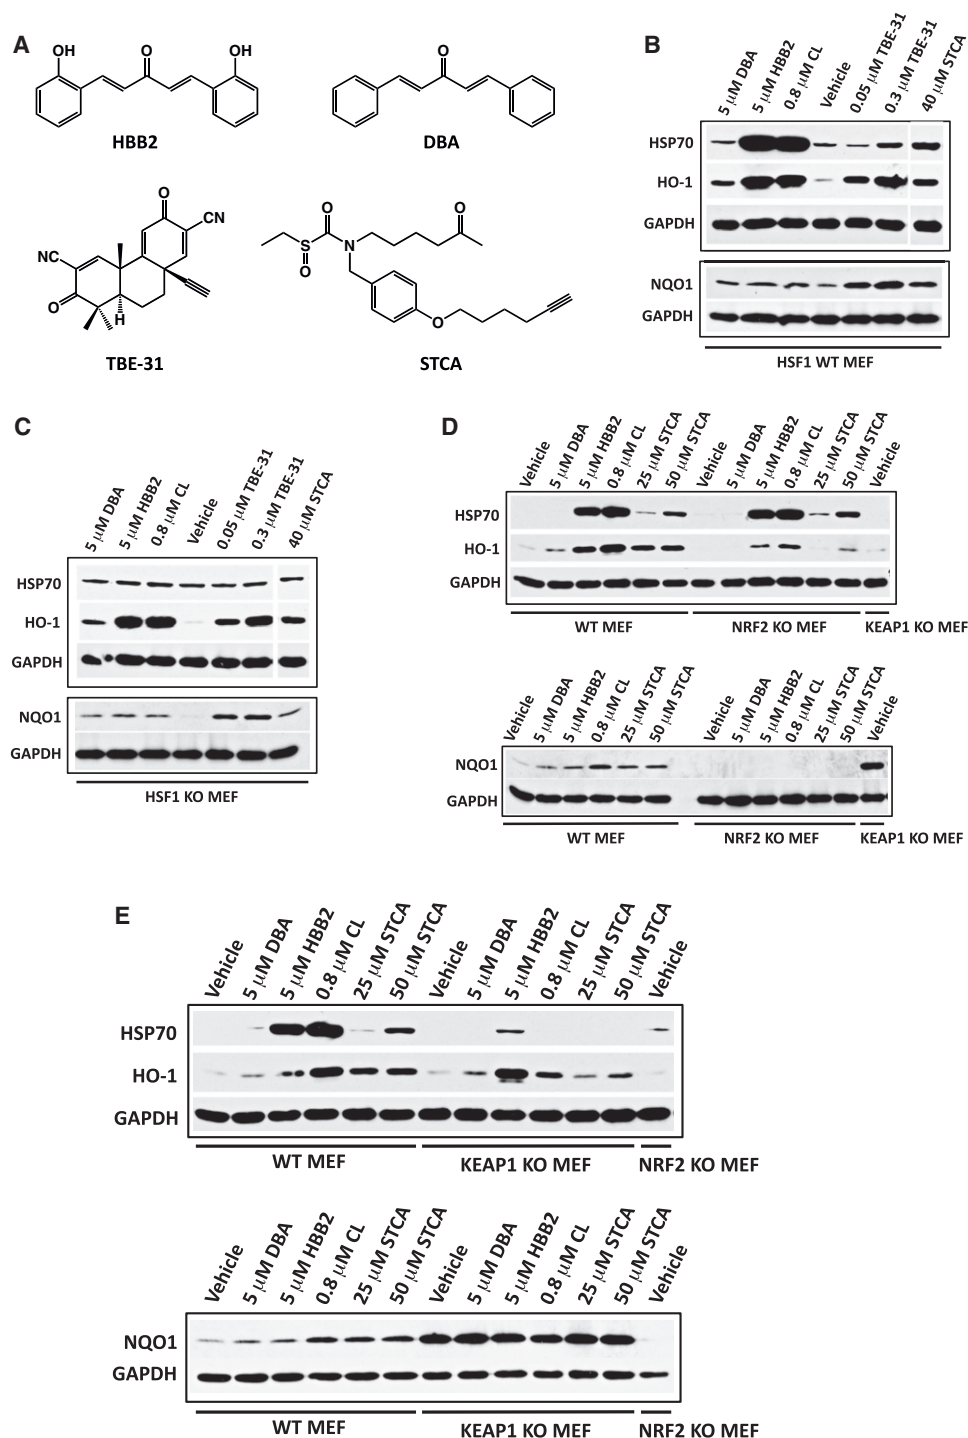 A
OH
O
OH
HBB2
O
DBA
O
CN
NC
O
H
TBE-31
O
O
S
N
O
O
STCA
B
5 μM DBA
5 μM HBB2
0.8 μM CL
Vehicle
0.05 μM TBE-31
0.3 μM TBE-31
40 μM STCA
HSP70
HO-1
GAPDH
NQO1
GAPDH
HSF1 WT MEF
C
5 μM DBA
5 μM HBB2
0.8 μM CL
Vehicle
0.05 μM TBE-31
0.3 μM TBE-31
40 μM STCA
HSP70
HO-1
GAPDH
NQO1
GAPDH
HSF1 KO MEF
D
Vehicle
5 μM DBA
5 μM HBB2
0.8 μM CL
25 μM STCA
50 μM STCA
Vehicle
5 μM DBA
5 μM HBB2
0.8 μM CL
25 μM STCA
50 μM STCA
Vehicle
HSP70
HO-1
GAPDH
WT MEF NRF2 KO MEF KEAP1 KO MEF
Vehicle
5 μM DBA
5 μM HBB2
0.8 μM CL
25 μM STCA
50 μM STCA
Vehicle
5 μM DBA
5 μM HBB2
0.8 μM CL
25 μM STCA
50 μM STCA
Vehicle
NQO1
GAPDH
WT MEF NRF2 KO MEF KEAP1 KO MEF
E
Vehicle
5 μM DBA
5 μM HBB2
0.8 μM CL
25 μM STCA
50 μM STCA
Vehicle
5 μM DBA
5 μM HBB2
0.8 μM CL
25 μM STCA
50 μM STCA
Vehicle
HSP70
HO-1
GAPDH
WT MEF KEAP1 KO MEF NRF2 KO MEF
Vehicle
5 μM DBA
5 μM HBB2
0.8 μM CL
25 μM STCA
50 μM STCA
Vehicle
5 μM DBA
5 μM HBB2
0.8 μM CL
25 μM STCA
50 μM STCA
Vehicle
NQO1
GAPDH
WT MEF KEAP1 KO MEF NRF2 KO MEF